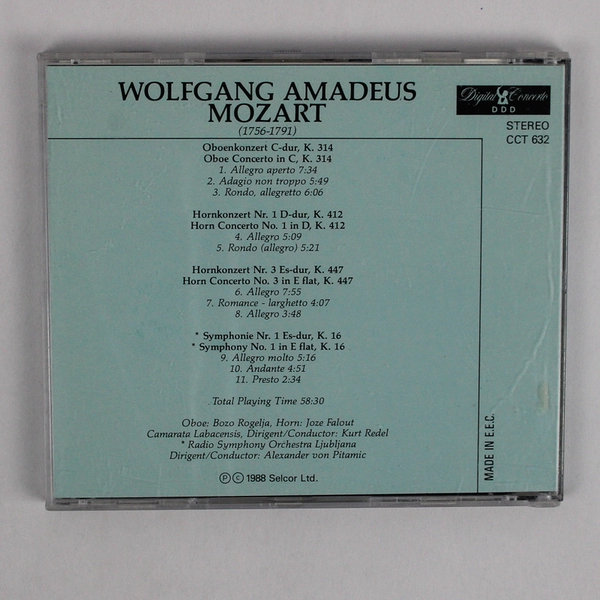 WOLFGANG AMADEUS
MOZART
(1756-1791)
Digital Concerto
DDD
STEREO
CCT 632
Oboenkonzert C-dur, K. 314
Oboe Concerto in C, K. 314
1. Allegro aperto 7:34
2. Adagio non troppo 5:49
3. Rondo, allegretto 6:06
Hornkonzert Nr. 1 D-dur, K. 412
Horn Concerto No. 1 in D, K. 412
4. Allegro 5:09
5. Rondo (allegro) 5:21
Hornkonzert Nr. 3 Es-dur, K. 447
Horn Concerto No. 3 in E flat, K. 447
6. Allegro 7:55
7. Romance - larghetto 4:07
8. Allegro 3:48
* Symphonie Nr. 1 Es-dur, K. 16
* Symphony No. 1 in E flat, K. 16
9. Allegro molto 5:16
10. Andante 4:51
11. Presto 2:34
Total Playing Time 58:30
Oboe: Bozo Rogelja, Horn: Joze Falout
Camarata Labacensis, Dirigent/Conductor: Kurt Redel
* Radio Symphony Orchestra Ljubljana
Dirigent/Conductor: Alexander von Pitamic
℗ © 1988 Selcor Ltd.
MADE IN E.E.C.